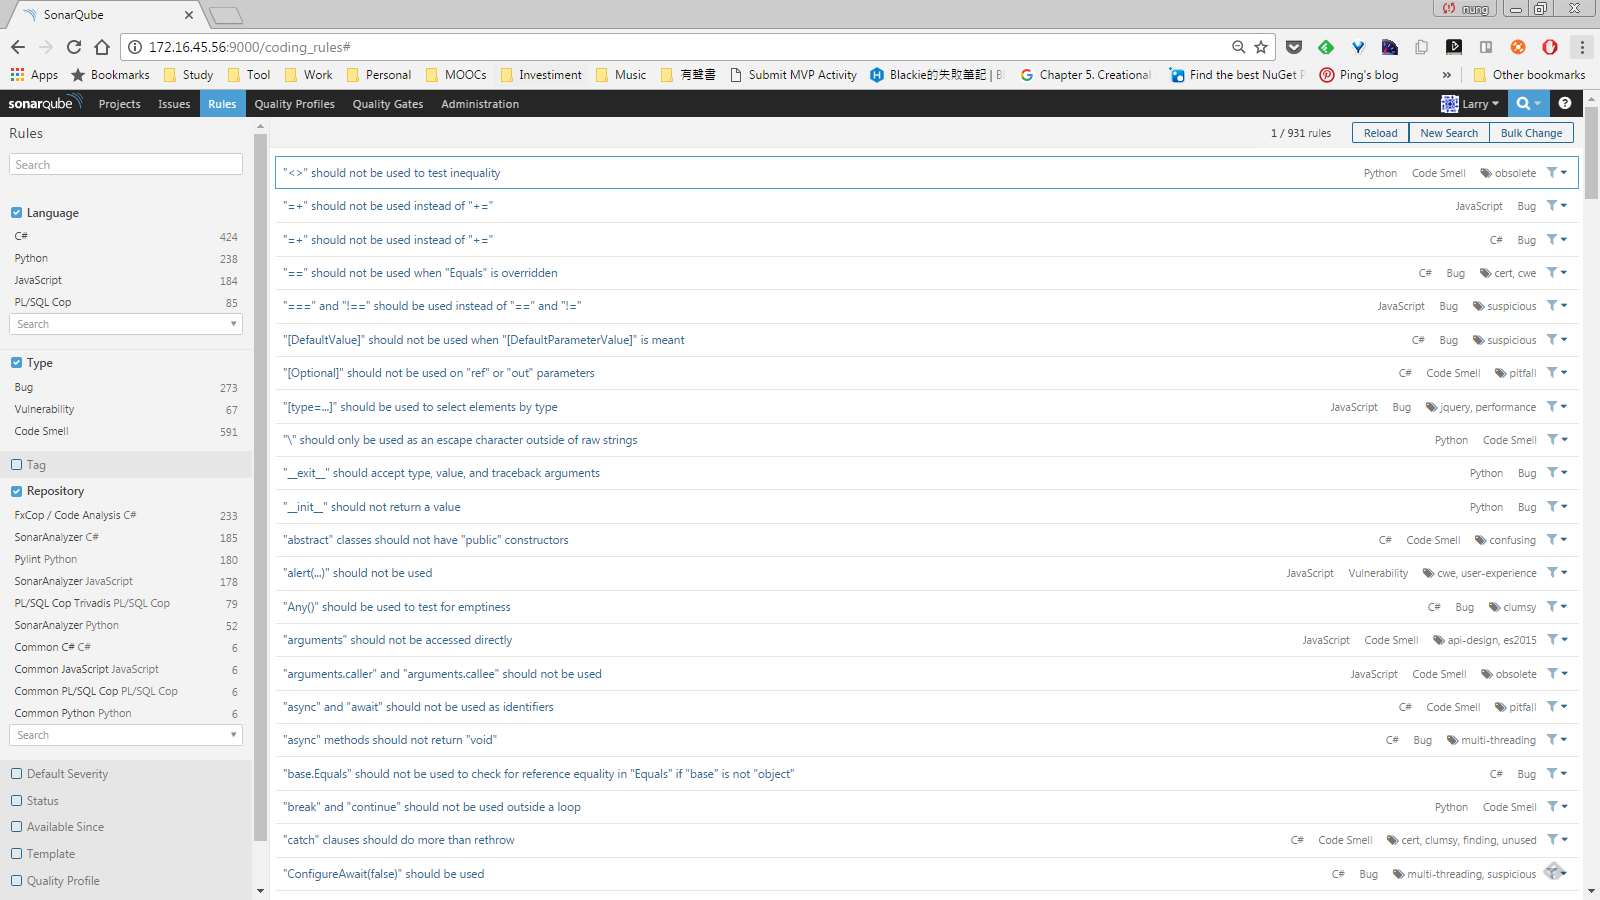 SonarQube
nung
172.16.45.56:9000/coding_rules#
Apps Bookmarks Study Tool Work Personal MOOCs Investiment Music 有聲書 Submit MVP Activity Blackie的失敗筆記 | B Chapter 5. Creational Find the best NuGet P Ping's blog » Other bookmarks
sonarqube Projects Issues Rules Quality Profiles Quality Gates Administration Larry
Rules
1 / 931 rules Reload New Search Bulk Change
Search
Language
C# 424
Python 238
JavaScript 184
PL/SQL Cop 85
Search
Type
Bug 273
Vulnerability 67
Code Smell 591
Tag
Repository
FxCop / Code Analysis C# 233
SonarAnalyzer C# 185
Pylint Python 180
SonarAnalyzer JavaScript 178
PL/SQL Cop Trivadis PL/SQL Cop 79
SonarAnalyzer Python 52
Common C# C# 6
Common JavaScript JavaScript 6
Common PL/SQL Cop PL/SQL Cop 6
Common Python Python 6
Search
Default Severity
Status
Available Since
Template
Quality Profile
"<>" should not be used to test inequality Python Code Smell obsolete
"=+" should not be used instead of "+=" JavaScript Bug
"=+" should not be used instead of "+=" C# Bug
"==" should not be used when "Equals" is overridden C# Bug cert, cwe
"===" and "!==" should be used instead of "==" and "!=" JavaScript Bug suspicious
"[DefaultValue]" should not be used when "[DefaultParameterValue]" is meant C# Bug suspicious
"[Optional]" should not be used on "ref" or "out" parameters C# Code Smell pitfall
"[type=...]" should be used to select elements by type JavaScript Bug jquery, performance
"\" should only be used as an escape character outside of raw strings Python Code Smell
"__exit__" should accept type, value, and traceback arguments Python Bug
"__init__" should not return a value Python Bug
"abstract" classes should not have "public" constructors C# Code Smell confusing
"alert(...)" should not be used JavaScript Vulnerability cwe, user-experience
"Any()" should be used to test for emptiness C# Bug clumsy
"arguments" should not be accessed directly JavaScript Code Smell api-design, es2015
"arguments.caller" and "arguments.callee" should not be used JavaScript Code Smell obsolete
"async" and "await" should not be used as identifiers C# Code Smell pitfall
"async" methods should not return "void" C# Bug multi-threading
"base.Equals" should not be used to check for reference equality in "Equals" if "base" is not "object" C# Bug
"break" and "continue" should not be used outside a loop Python Code Smell
"catch" clauses should do more than rethrow C# Code Smell cert, clumsy, finding, unused
"ConfigureAwait(false)" should be used C# Bug multi-threading, suspicious